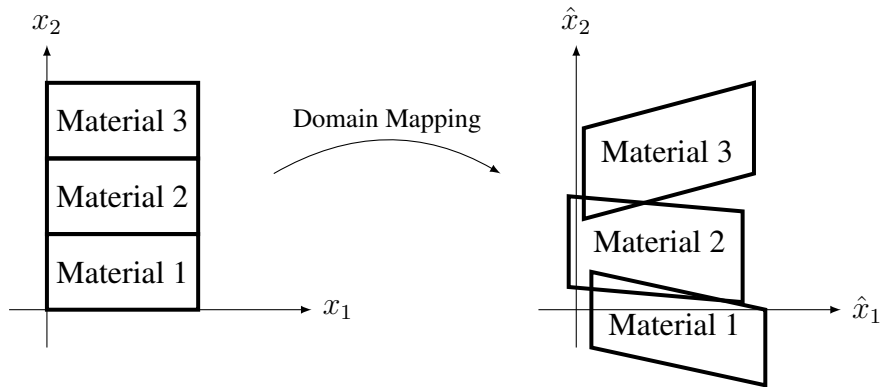 x₂
Material 3
Material 2
Material 1
x₁
Domain Mapping
x̂₂
Material 3
Material 2
Material 1
x̂₁